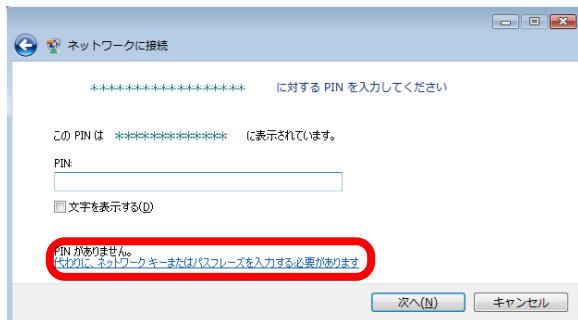 ネットワークに接続
****************** に対する PIN を入力してください
この PIN は ************** に表示されています。
PIN:
文字を表示する(D)
PIN がありません。
代わりに、ネットワーク キーまたはパスフレーズを入力する必要があります
次へ(N) キャンセル